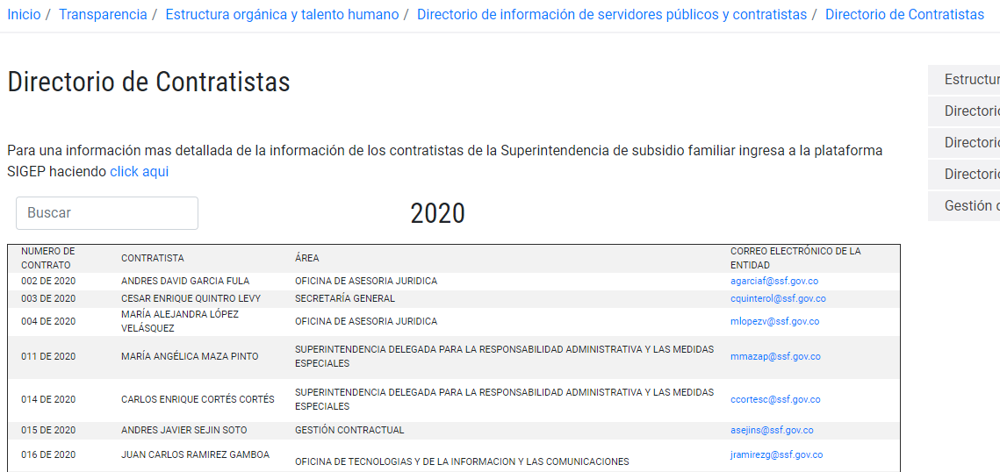 Inicio / Transparencia / Estructura orgánica y talento humano / Directorio de información de servidores públicos y contratistas / Directorio de Contratistas
Directorio de Contratistas
Para una información mas detallada de la información de los contratistas de la Superintendencia de subsidio familiar ingresa a la plataforma
SIGEP haciendo click aqui
Buscar
2020
NUMERO DE
CONTRATO
CONTRATISTA
ÁREA
CORREO ELECTRÓNICO DE LA
ENTIDAD
002 DE 2020 ANDRES DAVID GARCIA FULA OFICINA DE ASESORIA JURIDICA agarciaf@ssf.gov.co
003 DE 2020 CESAR ENRIQUE QUINTRO LEVY SECRETARÍA GENERAL cquinterol@ssf.gov.co
004 DE 2020
MARÍA ALEJANDRA LÓPEZ
VELÁSQUEZ
OFICINA DE ASESORIA JURIDICA mlopezv@ssf.gov.co
011 DE 2020 MARÍA ANGÉLICA MAZA PINTO
SUPERINTENDENCIA DELEGADA PARA LA RESPONSABILIDAD ADMINISTRATIVA Y LAS MEDIDAS
ESPECIALES
mmazap@ssf.gov.co
014 DE 2020 CARLOS ENRIQUE CORTÉS CORTÉS
SUPERINTENDENCIA DELEGADA PARA LA RESPONSABILIDAD ADMINISTRATIVA Y LAS MEDIDAS
ESPECIALES
ccortesc@ssf.gov.co
015 DE 2020 ANDRES JAVIER SEJIN SOTO GESTIÓN CONTRACTUAL asejins@ssf.gov.co
016 DE 2020 JUAN CARLOS RAMIREZ GAMBOA OFICINA DE TECNOLOGIAS Y DE LA INFORMACION Y LAS COMUNICACIONES jramirezg@ssf.gov.co
Estructur
Directorio
Directorio
Directorio
Gestión